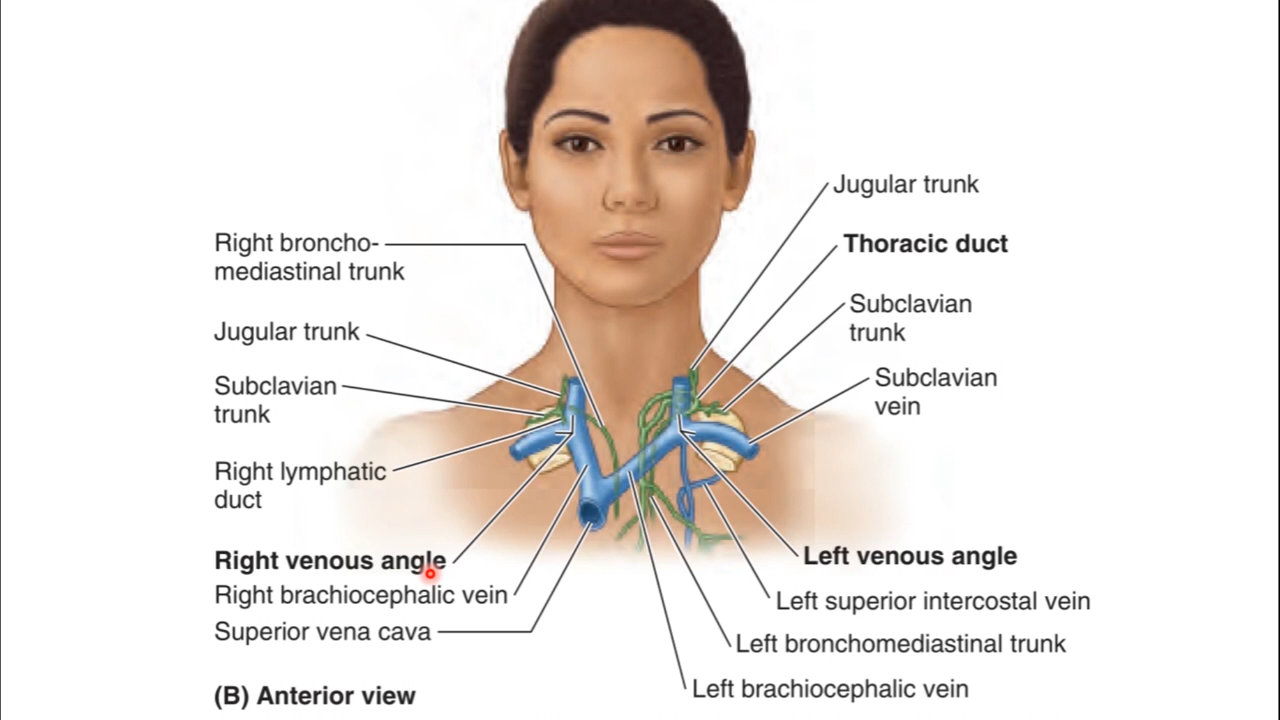 Right broncho-
mediastinal trunk
Jugular trunk
Subclavian
trunk
Right lymphatic
duct
Right venous angle
Right brachiocephalic vein
Superior vena cava
(B) Anterior view
Jugular trunk
Thoracic duct
Subclavian
trunk
Subclavian
vein
Left venous angle
Left superior intercostal vein
Left bronchomediastinal trunk
Left brachiocephalic vein